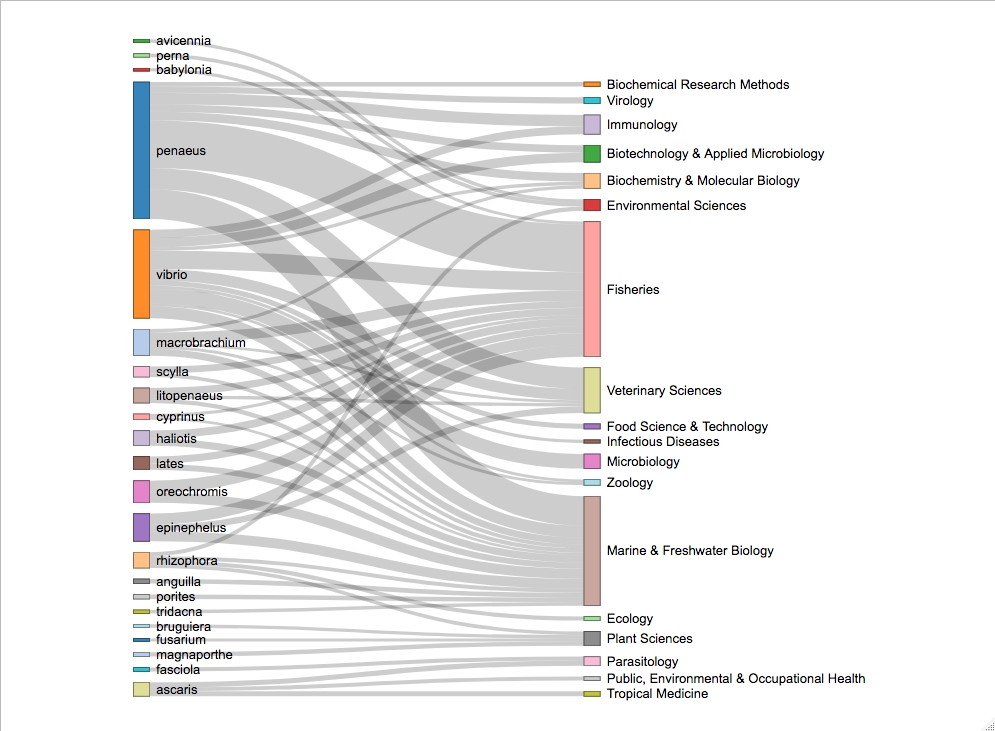 avicennia
perna
babylonia
penaeus
vibrio
macrobrachium
scylla
litopenaeus
cyprinus
haliotis
lates
oreochromis
epinephelus
rhizophora
anguilla
porites
tridacna
bruguiera
fusarium
magnaporthe
fasciola
ascaris
Biochemical Research Methods
Virology
Immunology
Biotechnology & Applied Microbiology
Biochemistry & Molecular Biology
Environmental Sciences
Fisheries
Veterinary Sciences
Food Science & Technology
Infectious Diseases
Microbiology
Zoology
Marine & Freshwater Biology
Ecology
Plant Sciences
Parasitology
Public, Environmental & Occupational Health
Tropical Medicine